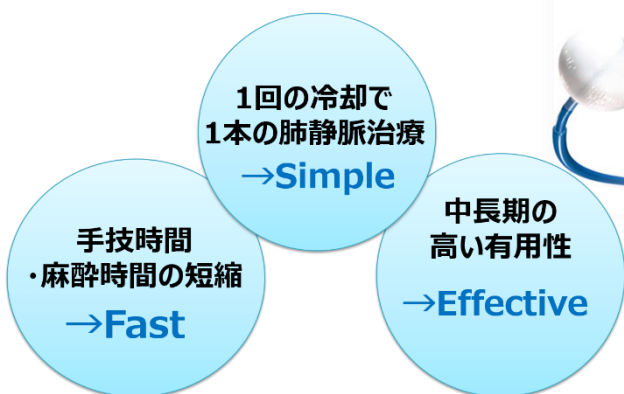 1回の冷却で
1本の肺静脈治療
→Simple
手技時間
・麻酔時間の短縮
→Fast
中長期の
高い有用性
→Effective